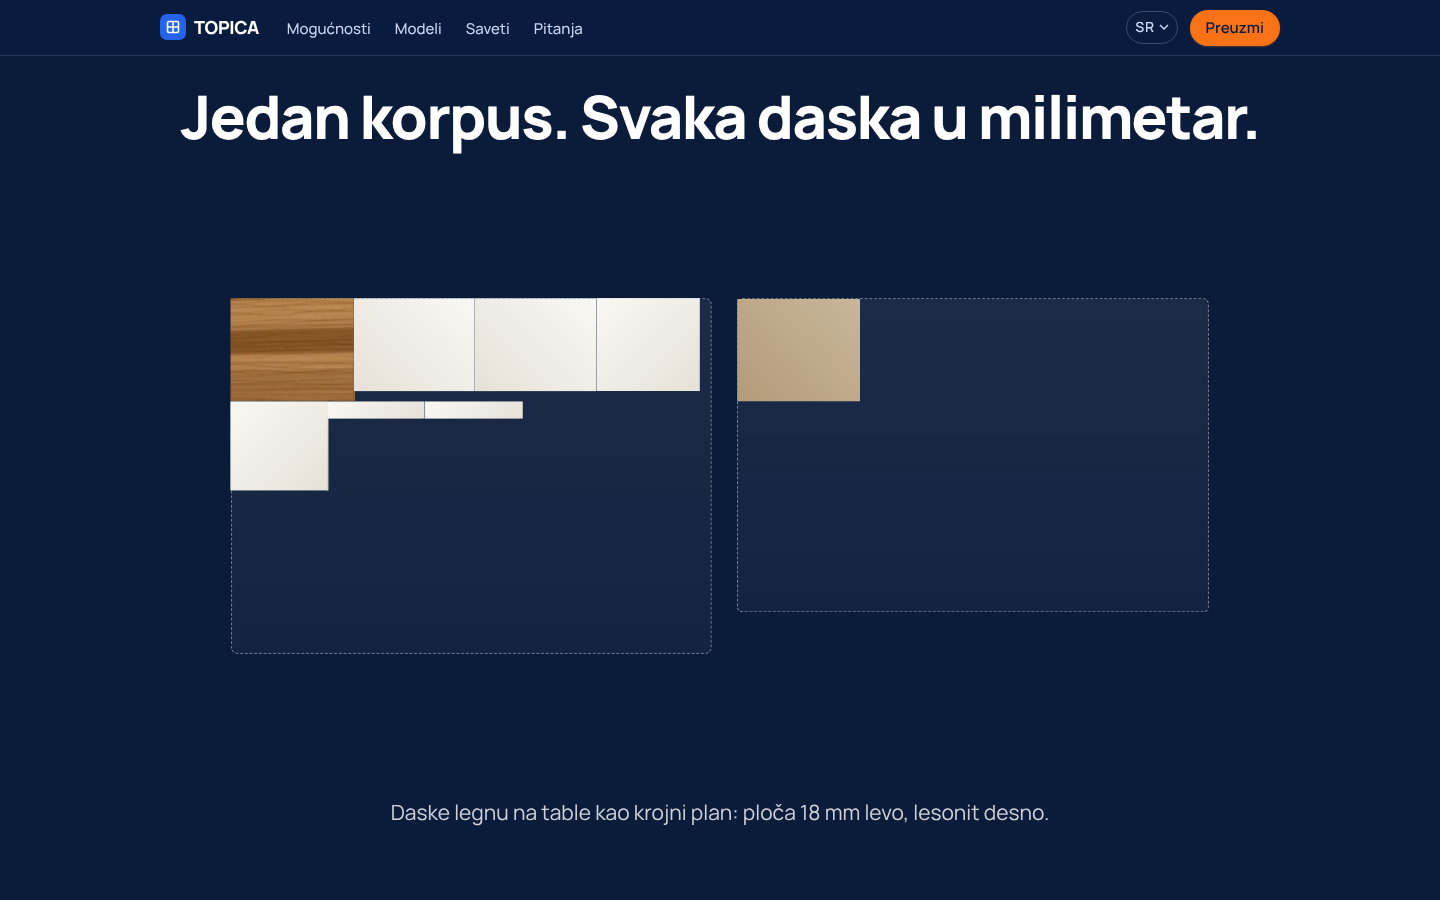 TOPICA
Mogućnosti
Modeli
Saveti
Pitanja
SR
Preuzmi
Jedan korpus. Svaka daska u milimetar.
Daske legnu na table kao krojni plan: ploča 18 mm levo, lesonit desno.